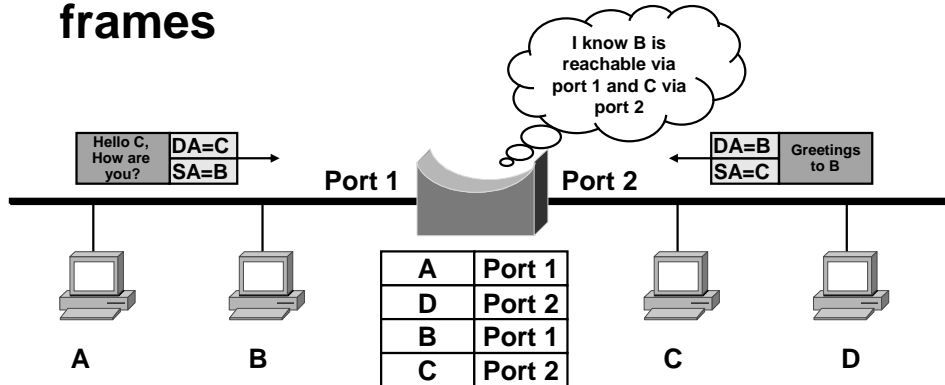 frames
I know B is
reachable via
port 1 and C via
port 2
Hello C,
How are
you?
DA=C
SA=B
Port 1
Port 2
DA=B
SA=C
Greetings
to B
A Port 1
D Port 2
B Port 1
C Port 2
A
B
C
D